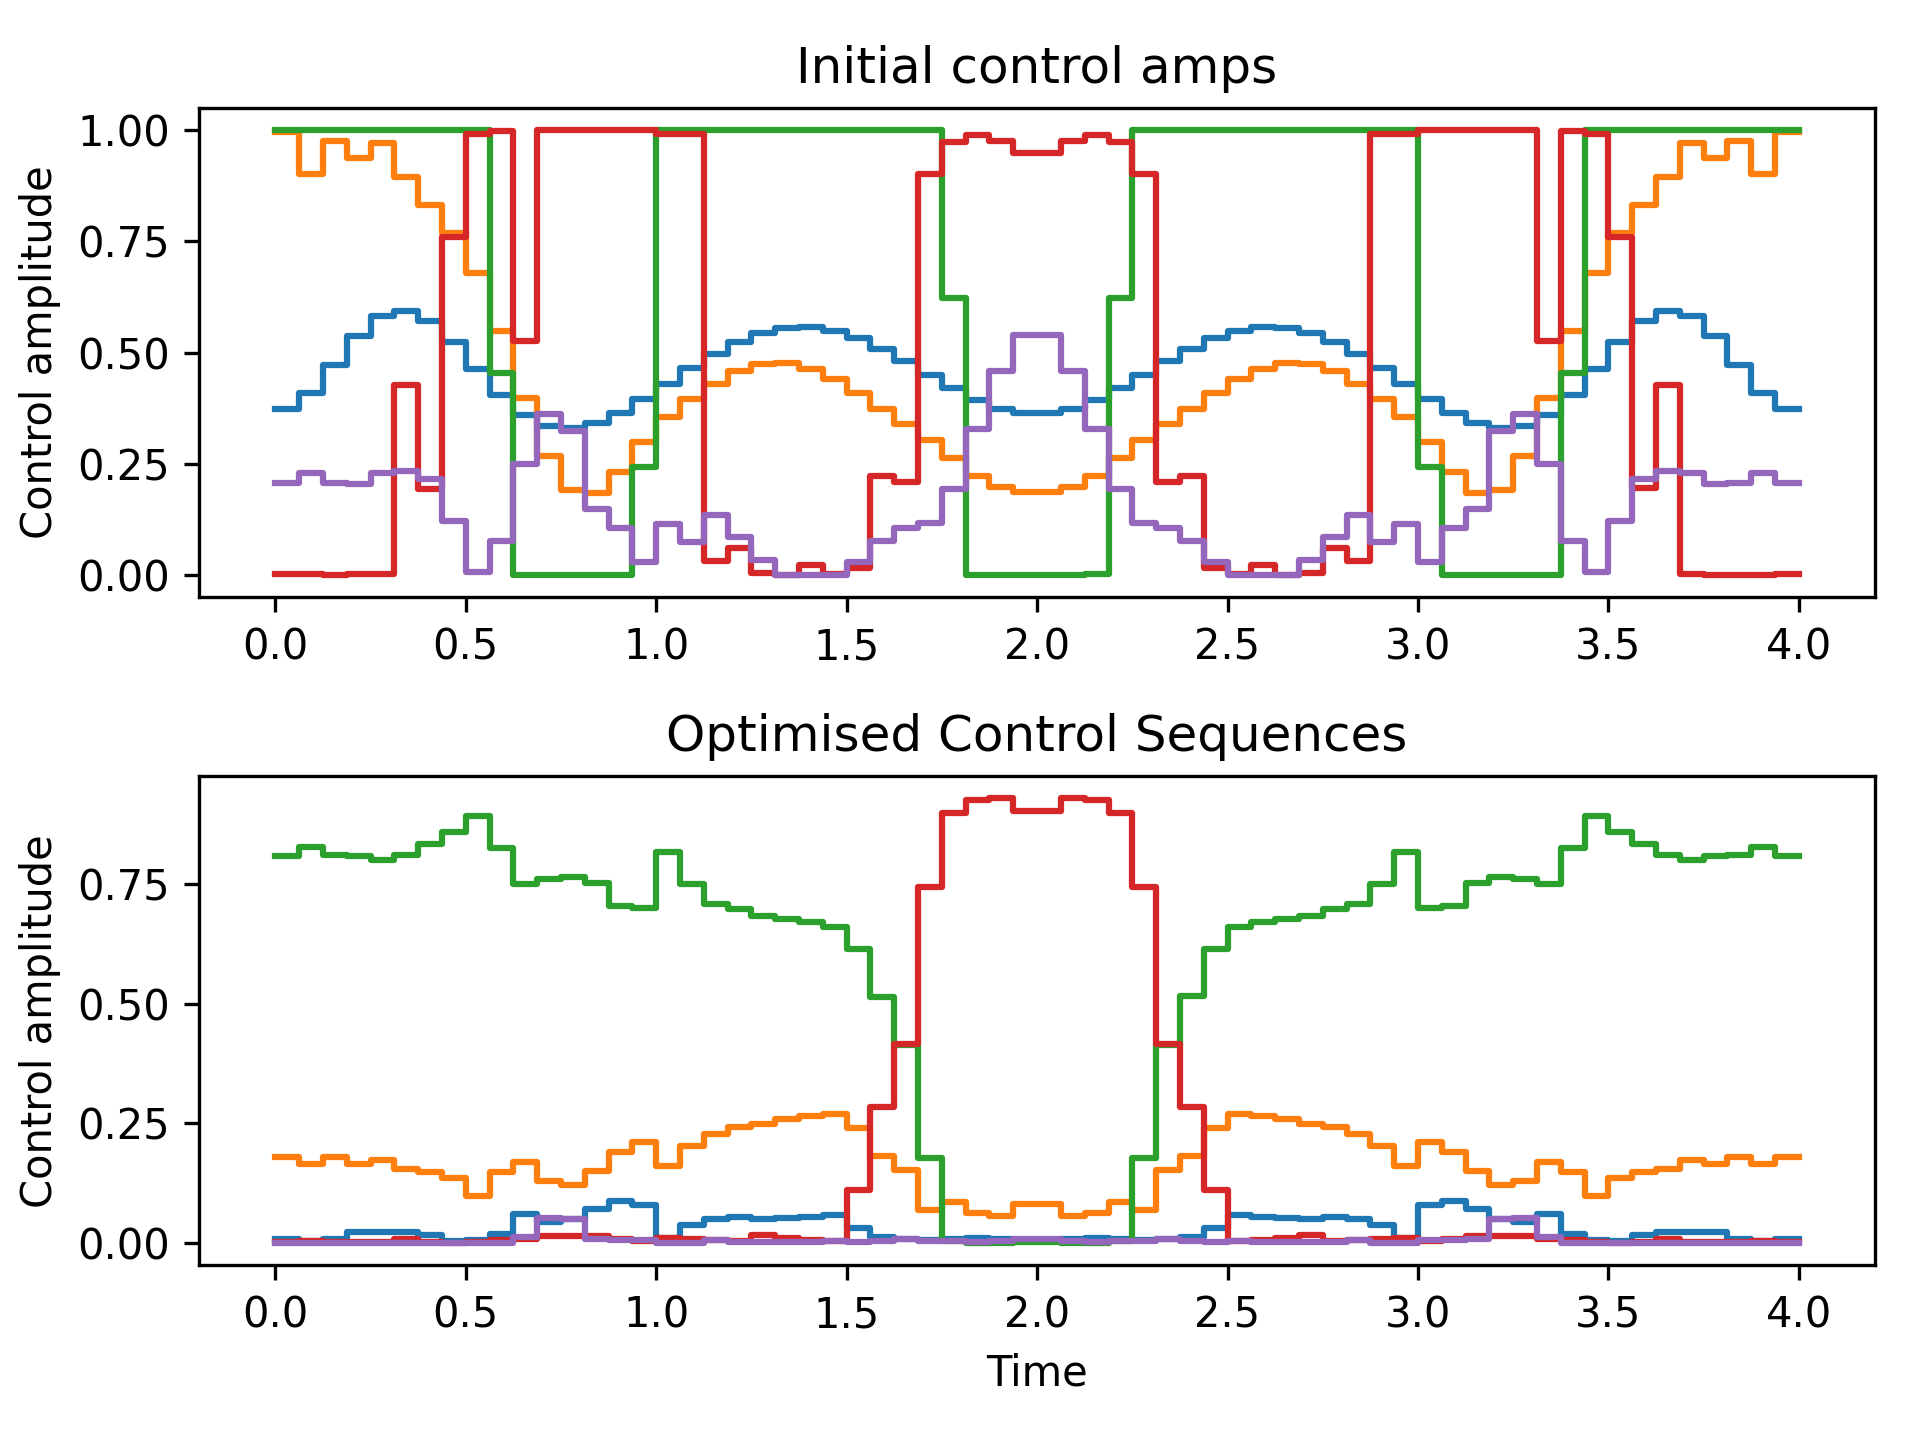 Initial control amps
Control amplitude
1.00
0.75
0.50
0.25
0.00
0.0 0.5 1.0 1.5 2.0 2.5 3.0 3.5 4.0
Optimised Control Sequences
Control amplitude
0.75
0.50
0.25
0.00
0.0 0.5 1.0 1.5 2.0 2.5 3.0 3.5 4.0
Time